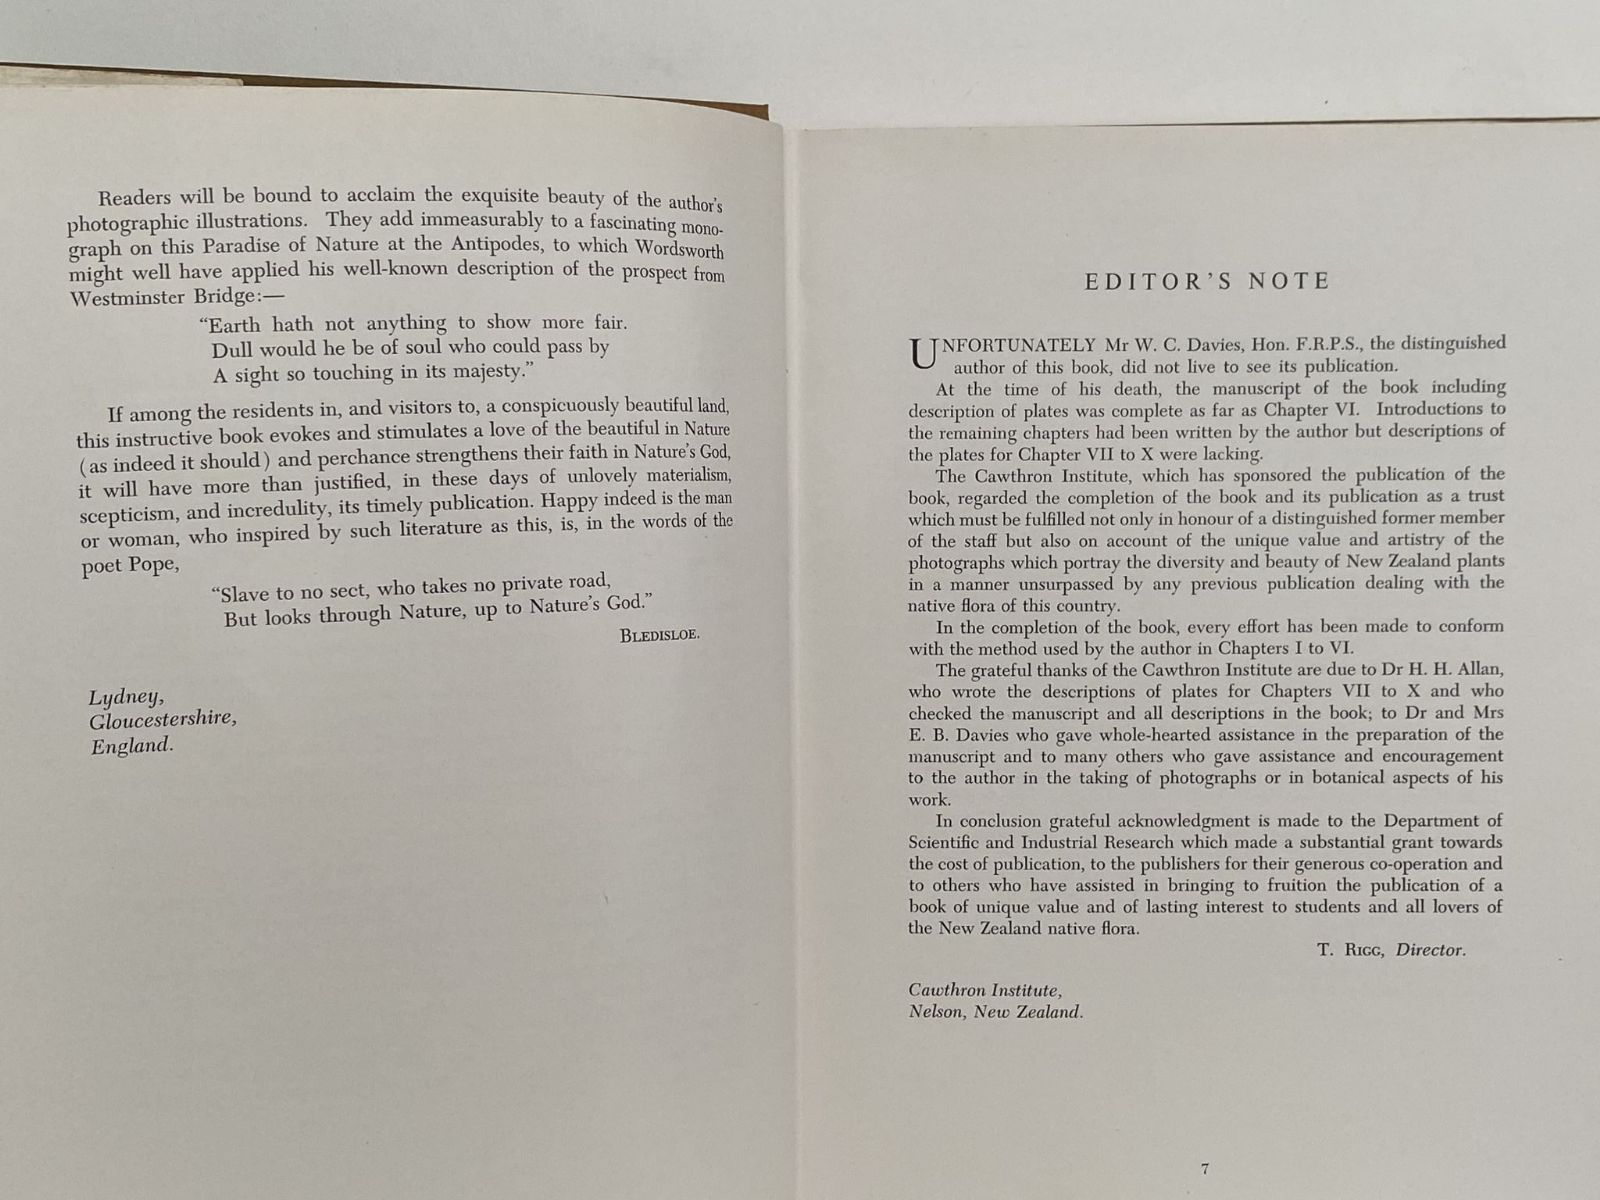 Readers will be bound to acclaim the exquisite beauty of the author's
photographic illustrations. They add immeasurably to a fascinating mono-
graph on this Paradise of Nature at the Antipodes, to which Wordsworth
might well have applied his well-known description of the prospect from
Westminster Bridge:—
“Earth hath not anything to show more fair.
Dull would he be of soul who could pass by
A sight so touching in its majesty.”
If among the residents in, and visitors to, a conspicuously beautiful land,
this instructive book evokes and stimulates a love of the beautiful in Nature
(as indeed it should) and perchance strengthens their faith in Nature's God,
it will have more than justified, in these days of unlovely materialism,
scepticism, and incredulity, its timely publication. Happy indeed is the man
or woman, who inspired by such literature as this, is, in the words of the
poet Pope,
“Slave to no sect, who takes no private road,
But looks through Nature, up to Nature's God.”
BLEDISLOE.
Lydney,
Gloucestershire,
England.
EDITOR'S NOTE
UNFORTUNATELY Mr W. C. Davies, Hon. F.R.P.S., the distinguished
author of this book, did not live to see its publication.
At the time of his death, the manuscript of the book including
description of plates was complete as far as Chapter VI. Introductions to
the remaining chapters had been written by the author but descriptions of
the plates for Chapter VII to X were lacking.
The Cawthron Institute, which has sponsored the publication of the
book, regarded the completion of the book and its publication as a trust
which must be fulfilled not only in honour of a distinguished former member
of the staff but also on account of the unique value and artistry of the
photographs which portray the diversity and beauty of New Zealand plants
in a manner unsurpassed by any previous publication dealing with the
native flora of this country.
In the completion of the book, every effort has been made to conform
with the method used by the author in Chapters I to VI.
The grateful thanks of the Cawthron Institute are due to Dr H. H. Allan,
who wrote the descriptions of plates for Chapters VII to X and who
checked the manuscript and all descriptions in the book; to Dr and Mrs
E. B. Davies who gave whole-hearted assistance in the preparation of the
manuscript and to many others who gave assistance and encouragement
to the author in the taking of photographs or in botanical aspects of his
work.
In conclusion grateful acknowledgment is made to the Department of
Scientific and Industrial Research which made a substantial grant towards
the cost of publication, to the publishers for their generous co-operation and
to others who have assisted in bringing to fruition the publication of a
book of unique value and of lasting interest to students and all lovers of
the New Zealand native flora.
T. RIGG, Director.
Cawthron Institute,
Nelson, New Zealand.
7